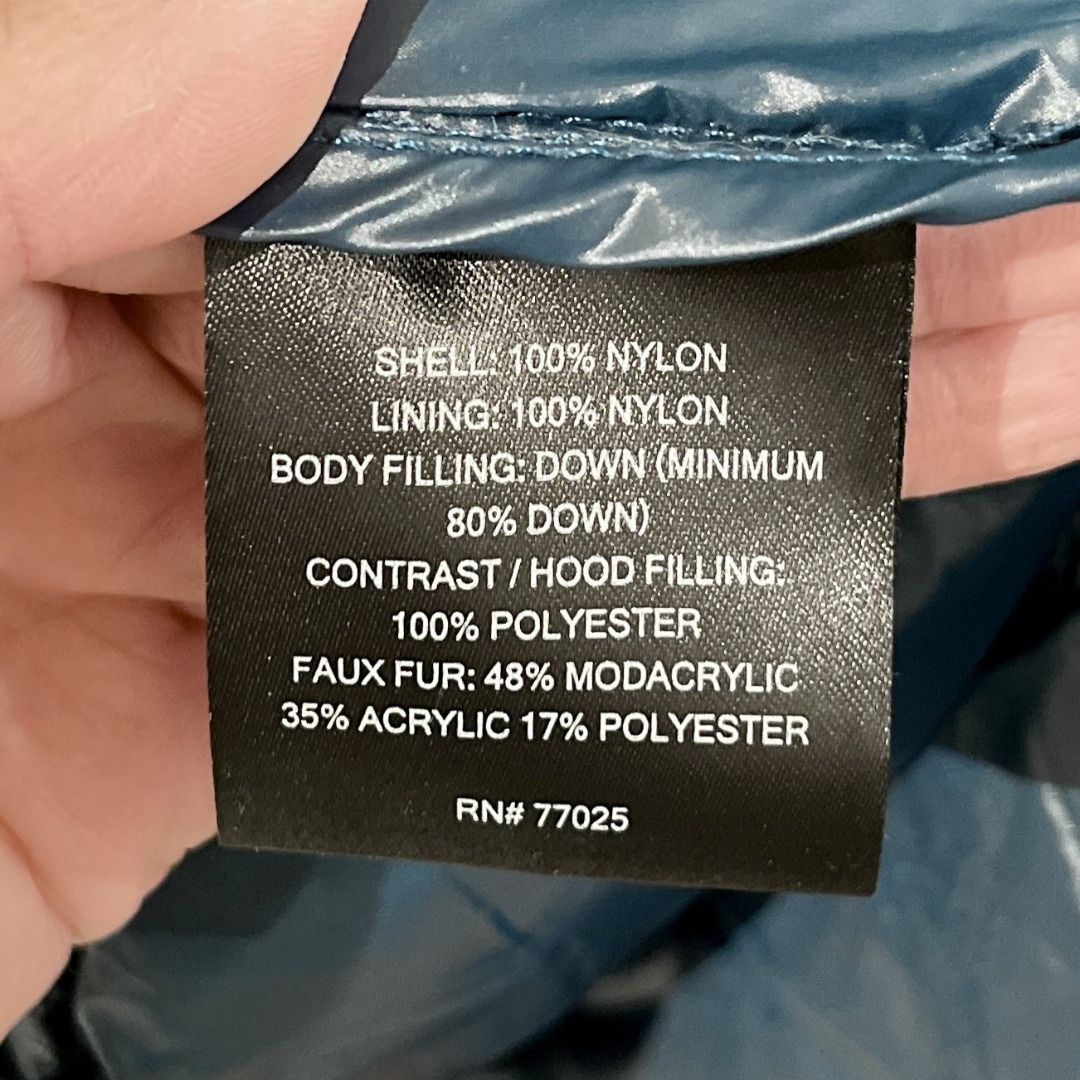 SHELL: 100% NYLON
LINING: 100% NYLON
BODY FILLING: DOWN (MINIMUM
80% DOWN)
CONTRAST / HOOD FILLING:
100% POLYESTER
FAUX FUR: 48% MODACRYLIC
35% ACRYLIC 17% POLYESTER
RN# 77025